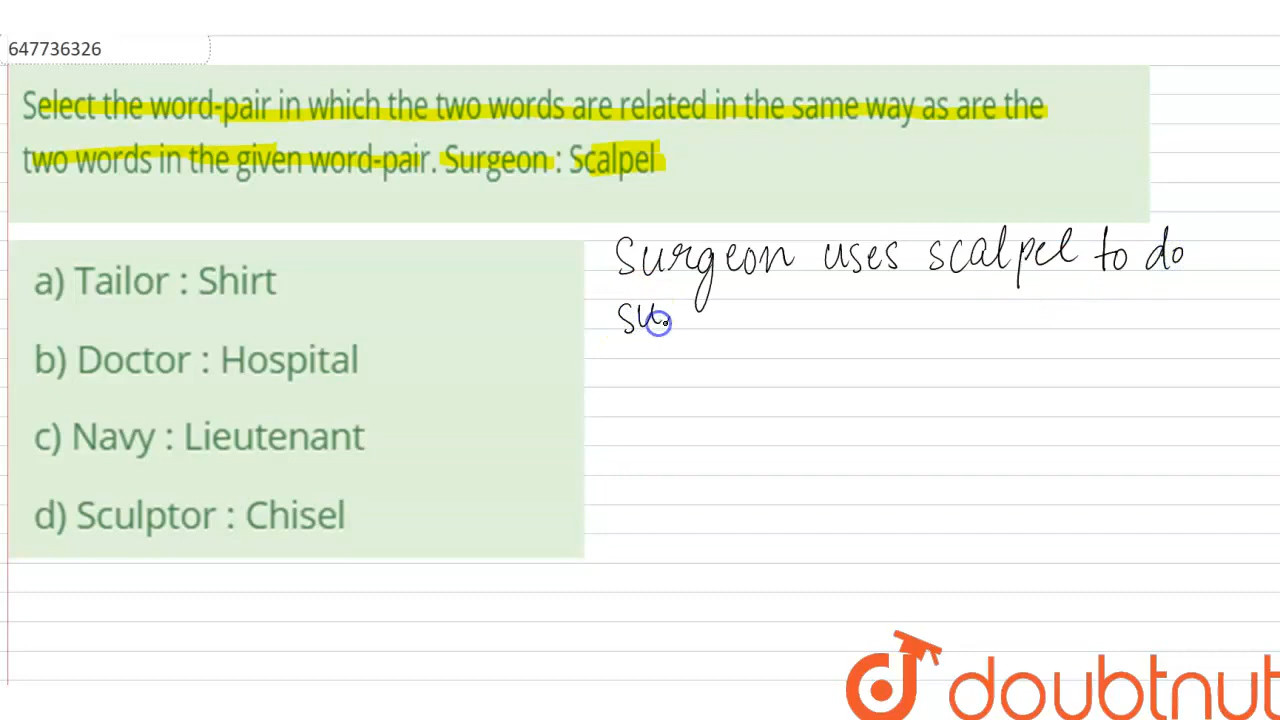 647736326
Select the word-pair in which the two words are related in the same way as are the
two words in the given word-pair. Surgeon : Scalpel
a) Tailor : Shirt
b) Doctor : Hospital
c) Navy : Lieutenant
d) Sculptor : Chisel
Surgeon uses scalpel to do
su
doubtnut